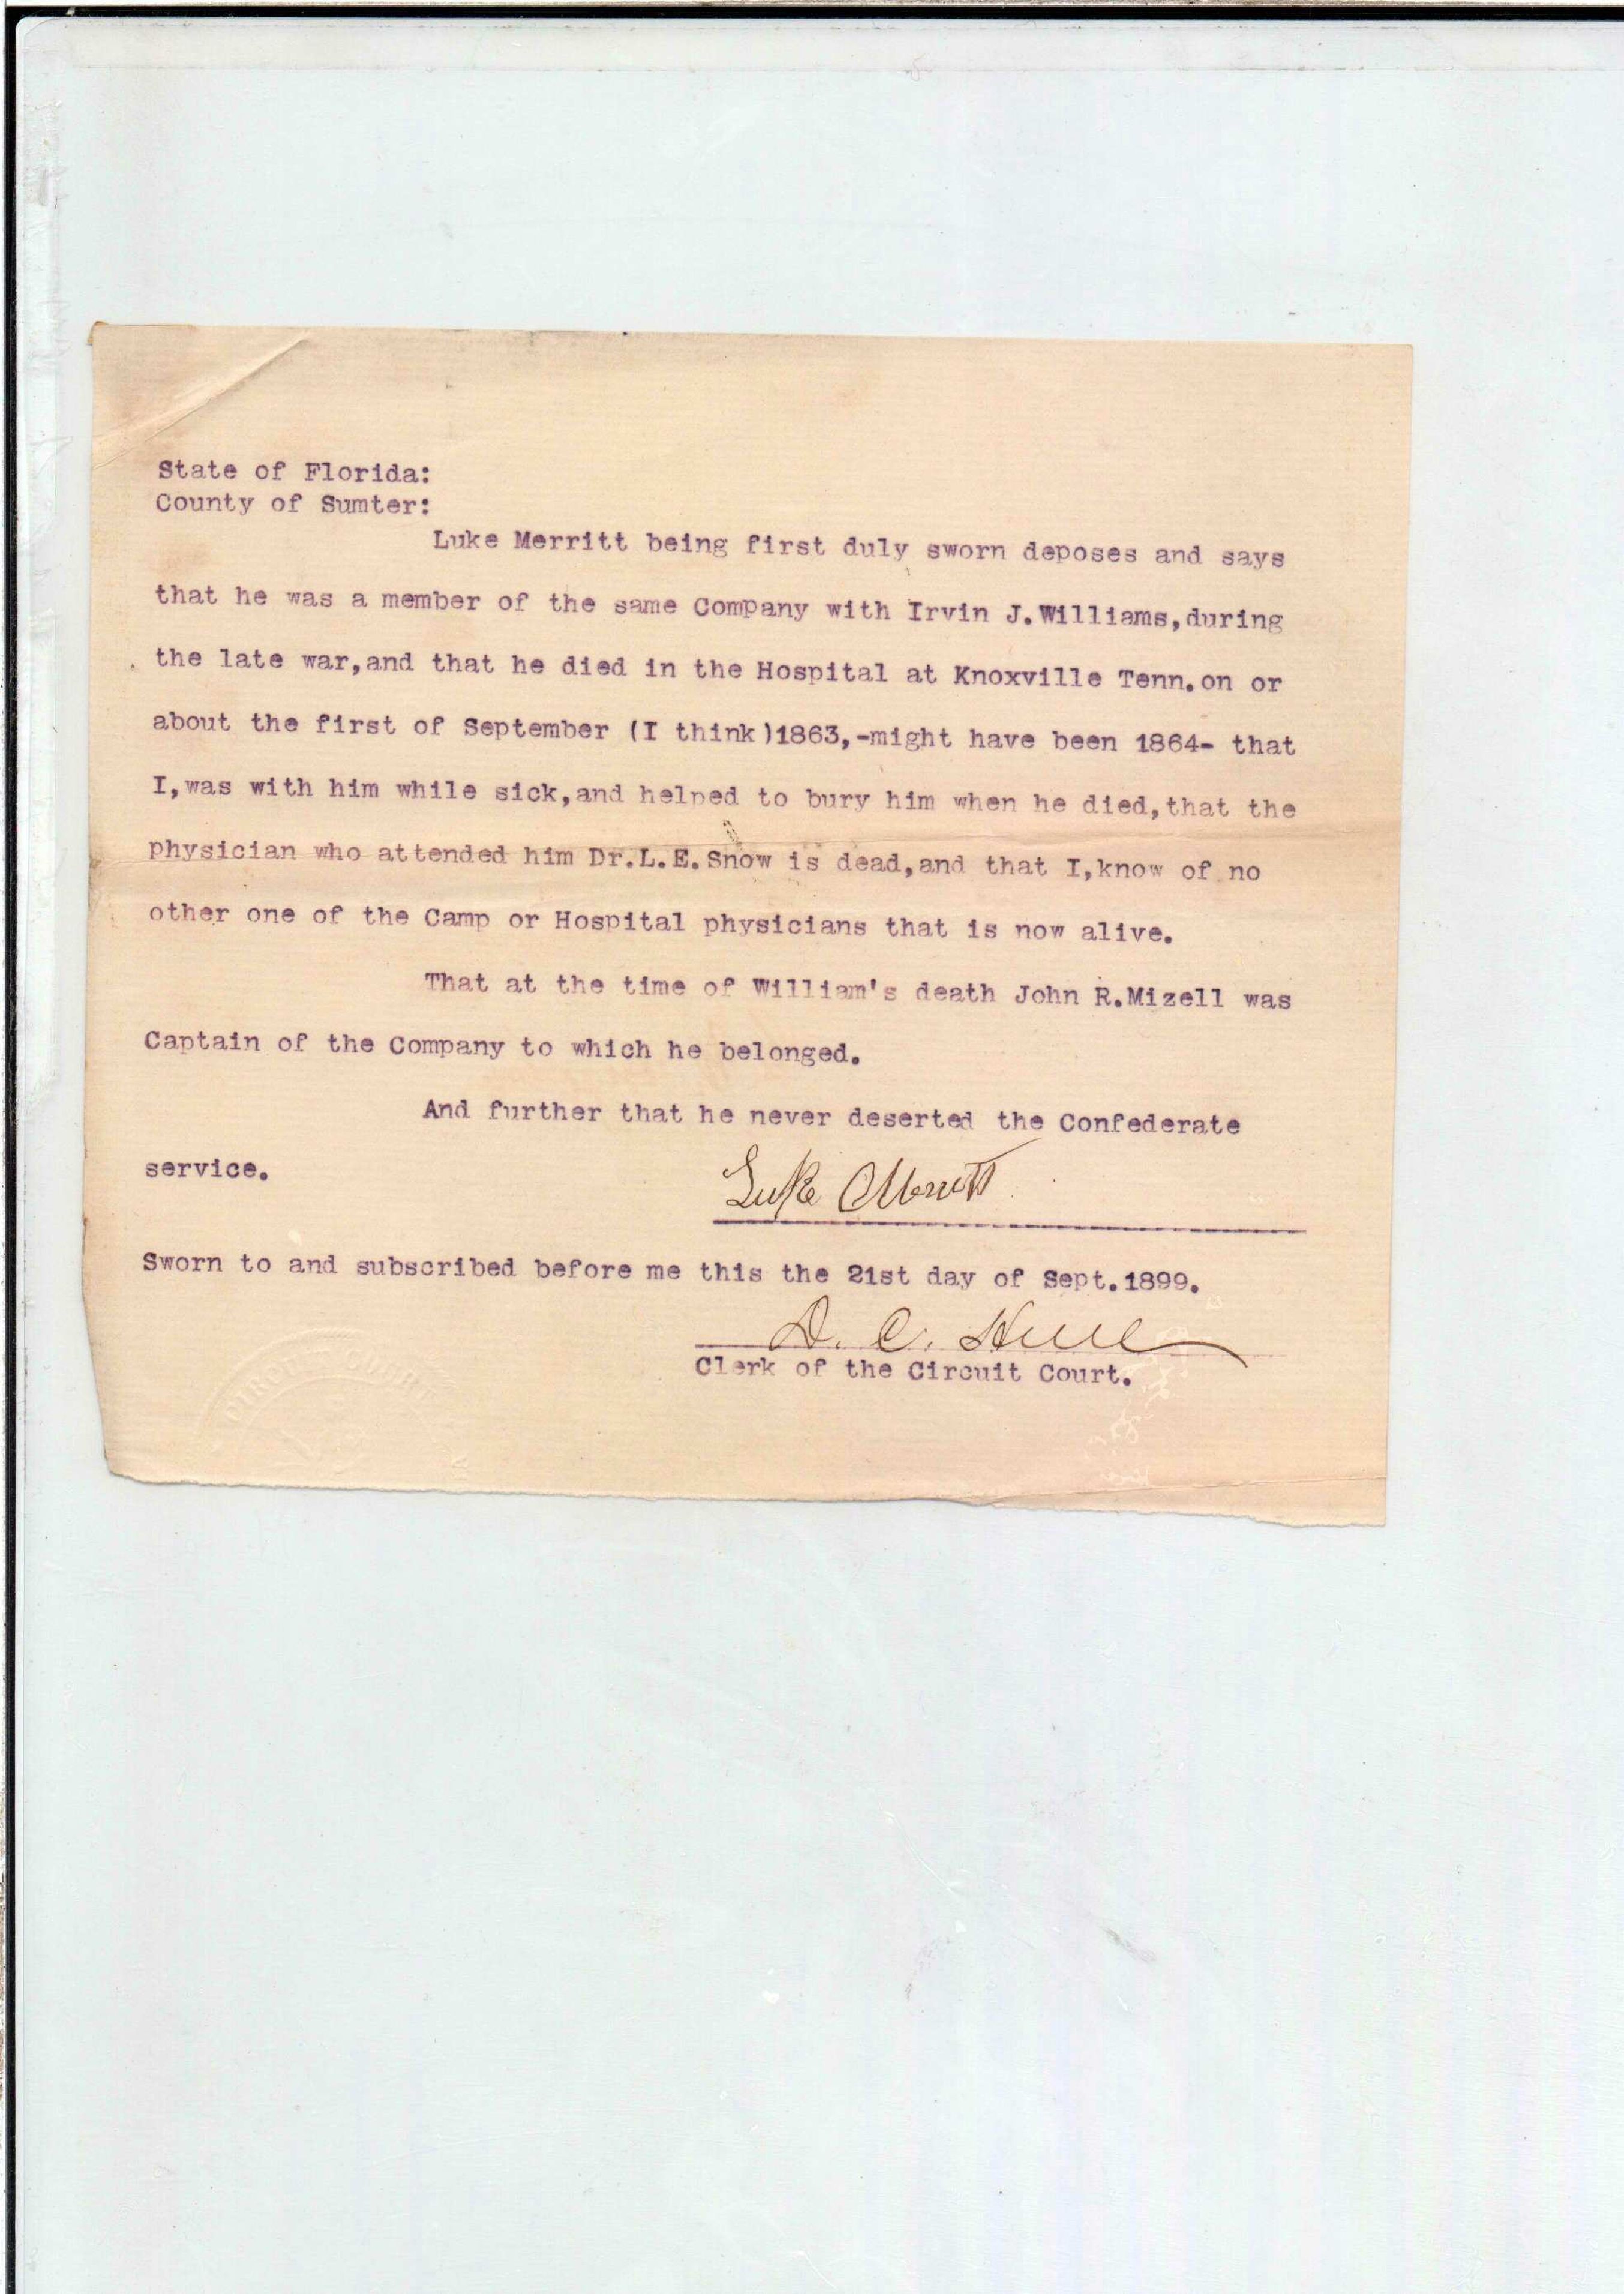 State of Florida:
County of Sumter:
Luke Merritt being first duly sworn deposes and says
that he was a member of the same Company with Irvin J.Williams,during
the late war,and that he died in the Hospital at Knoxville Tenn.on or
about the first of September (I think)1863,-might have been 1864- that
I,was with him while sick,and helped to bury him when he died,that the
physician who attended him Dr.L.E.Snow is dead,and that I,know of no
other one of the Camp or Hospital physicians that is now alive.
That at the time of William's death John R.Mizell was
Captain of the Company to which he belonged.
And further that he never deserted the Confederate
service.
Luke Merritt
Sworn to and subscribed before me this the 21st day of Sept.1899.
D. C. Hull
Clerk of the Circuit Court.